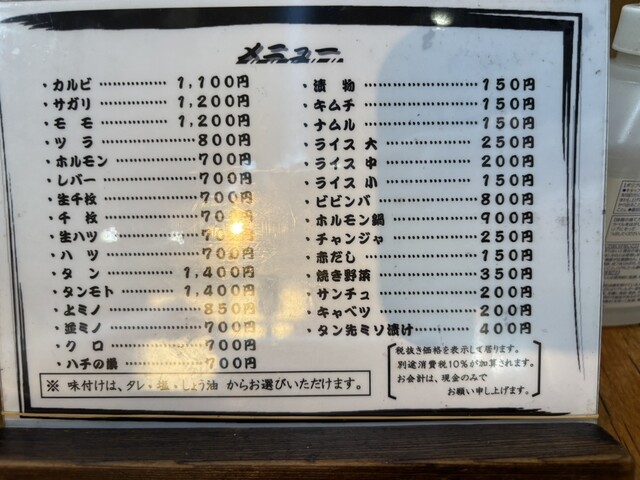 メニュー
・カルビ…………… 1,100円
・サガリ…………… 1,200円
・モ モ…………… 1,200円
・ツ ラ…………… 800円
・ホルモン…………… 700円
・レバー…………… 700円
・生千枚…………… 700円
・千 枚…………… 700円
・生ハツ…………… 700円
・ハ ツ…………… 700円
・タ ン…………… 1,400円
・タンモト…………… 1,400円
・上ミノ…………… 850円
・並ミノ…………… 700円
・ク ロ…………… 700円
・ハチの巣…………… 700円
※ 味付けは、タレ・塩・しょう油 からお選びいただけます。
・漬 物…………… 150円
・キムチ…………… 150円
・ナムル…………… 150円
・ライス 大…………… 250円
・ライス 中…………… 200円
・ライス 小…………… 150円
・ビビンバ…………… 800円
・ホルモン鍋…………… 900円
・チャンジャ…………… 250円
・赤だし…………… 150円
・焼き野菜…………… 350円
・サンチュ…………… 200円
・キャベツ…………… 200円
・タン先ミソ漬け……… 400円
税抜き価格を表示して居ります。
別途消費税10%が加算されます。
お会計は、現金のみで
お願い申し上げます。